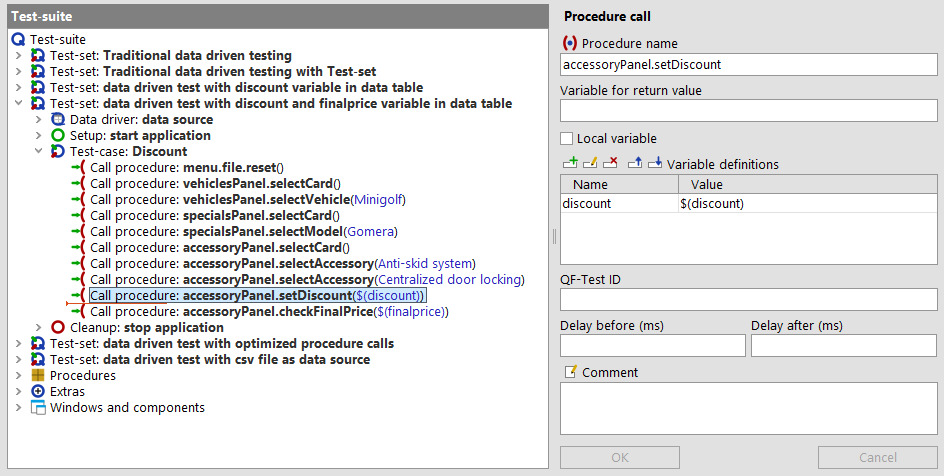 Test-suite
Test-suite
Test-set: Traditional data driven testing
Test-set: Traditional data driven testing with Test-set
Test-set: data driven test with discount variable in data table
Test-set: data driven test with discount and finalprice variable in data table
Data driver: data source
Setup: start application
Test-case: Discount
Call procedure: menu.file.reset()
Call procedure: vehiclesPanel.selectCard()
Call procedure: vehiclesPanel.selectVehicle(Minigolf)
Call procedure: specialsPanel.selectCard()
Call procedure: specialsPanel.selectModel(Gomera)
Call procedure: accessoryPanel.selectCard()
Call procedure: accessoryPanel.selectAccessory(Anti-skid system)
Call procedure: accessoryPanel.selectAccessory(Centralized door locking)
Call procedure: accessoryPanel.setDiscount($(discount))
Call procedure: accessoryPanel.checkFinalPrice($(finalprice))
Cleanup: stop application
Test-set: data driven test with optimized procedure calls
Test-set: data driven test with csv file as data source
Procedures
Extras
Windows and components
Procedure call
Procedure name
accessoryPanel.setDiscount
Variable for return value
Local variable
Variable definitions
Name Value
discount $(discount)
QF-Test ID
Delay before (ms) Delay after (ms)
Comment
OK Cancel